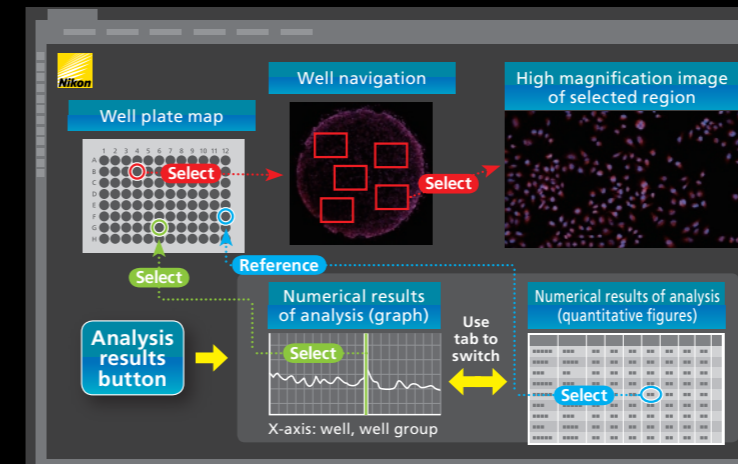 Nikon
Well plate map
Well navigation
High magnification image
of selected region
1 2 3 4 5 6 7 8 9 10 11 12
A
B
C
D
E
F
G
H
Select
Select
Select
Reference
Analysis
results
button
Numerical results
of analysis (graph)
Select
X-axis: well, well group
Use
tab to
switch
Numerical results of analysis
(quantitative figures)
Select